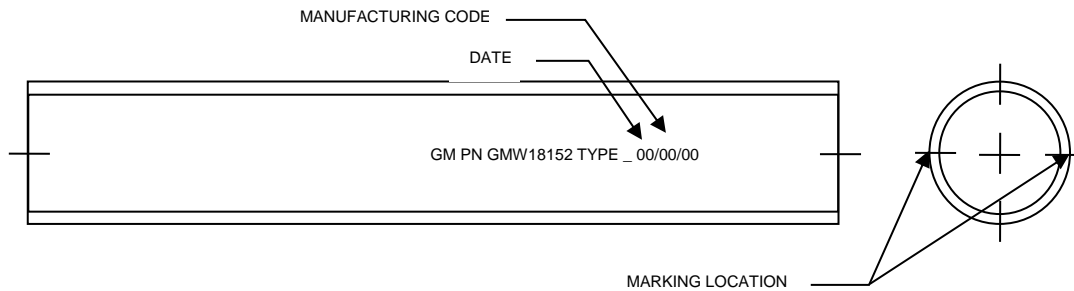 MANUFACTURING CODE
DATE
GM PN GMW18152 TYPE _ 00/00/00
MARKING LOCATION